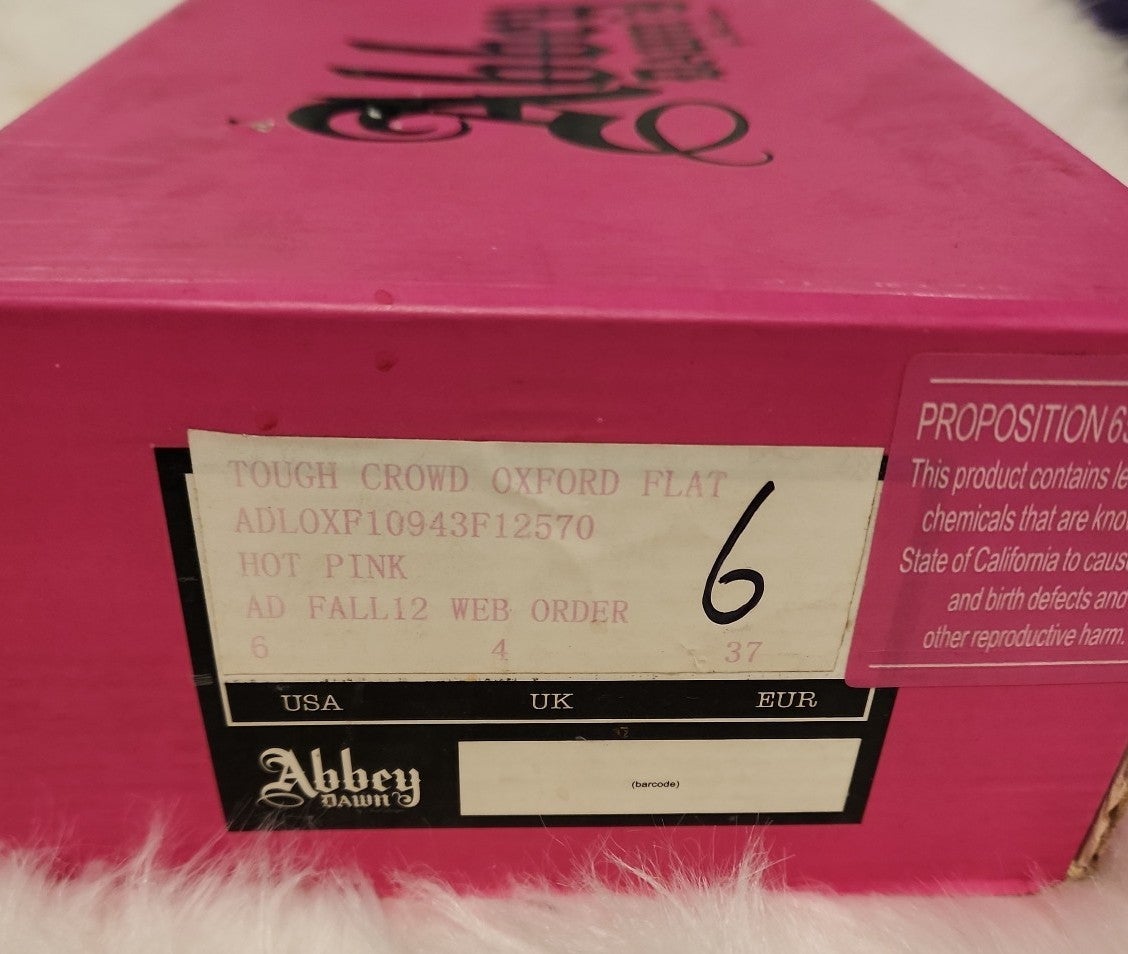 Abbey
Dawn
TOUGH CROWD OXFORD FLAT
ADLOXF10943F12570
HOT PINK
AD FALL12 WEB ORDER
6 4 37
6
USA UK EUR
Abbey
DAWN
(barcode)
PROPOSITION 65
This product contains le
chemicals that are kno
State of California to caus
and birth defects and
other reproductive harm.